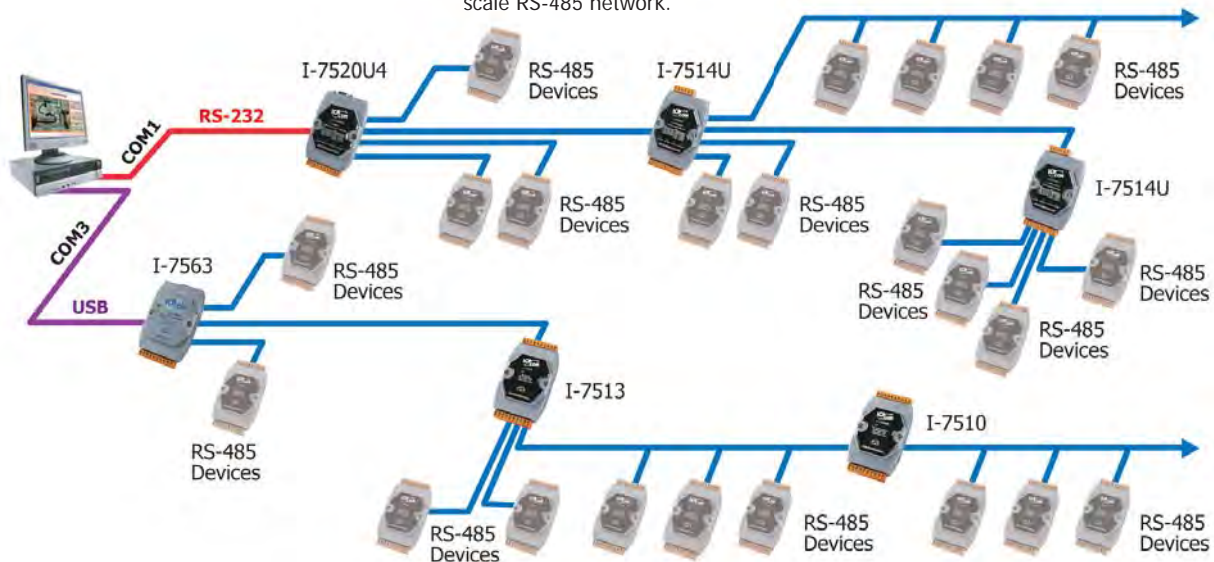 scale RS-485 network.
I-7520U4
RS-485
Devices
I-7514U
RS-485
Devices
COM1
RS-232
RS-485
Devices
RS-485
Devices
I-7514U
COM3
I-7563
RS-485
Devices
RS-485
Devices
RS-485
Devices
RS-485
Devices
USB
I-7513
I-7510
RS-485
Devices
RS-485
Devices
RS-485
Devices
RS-485
Devices